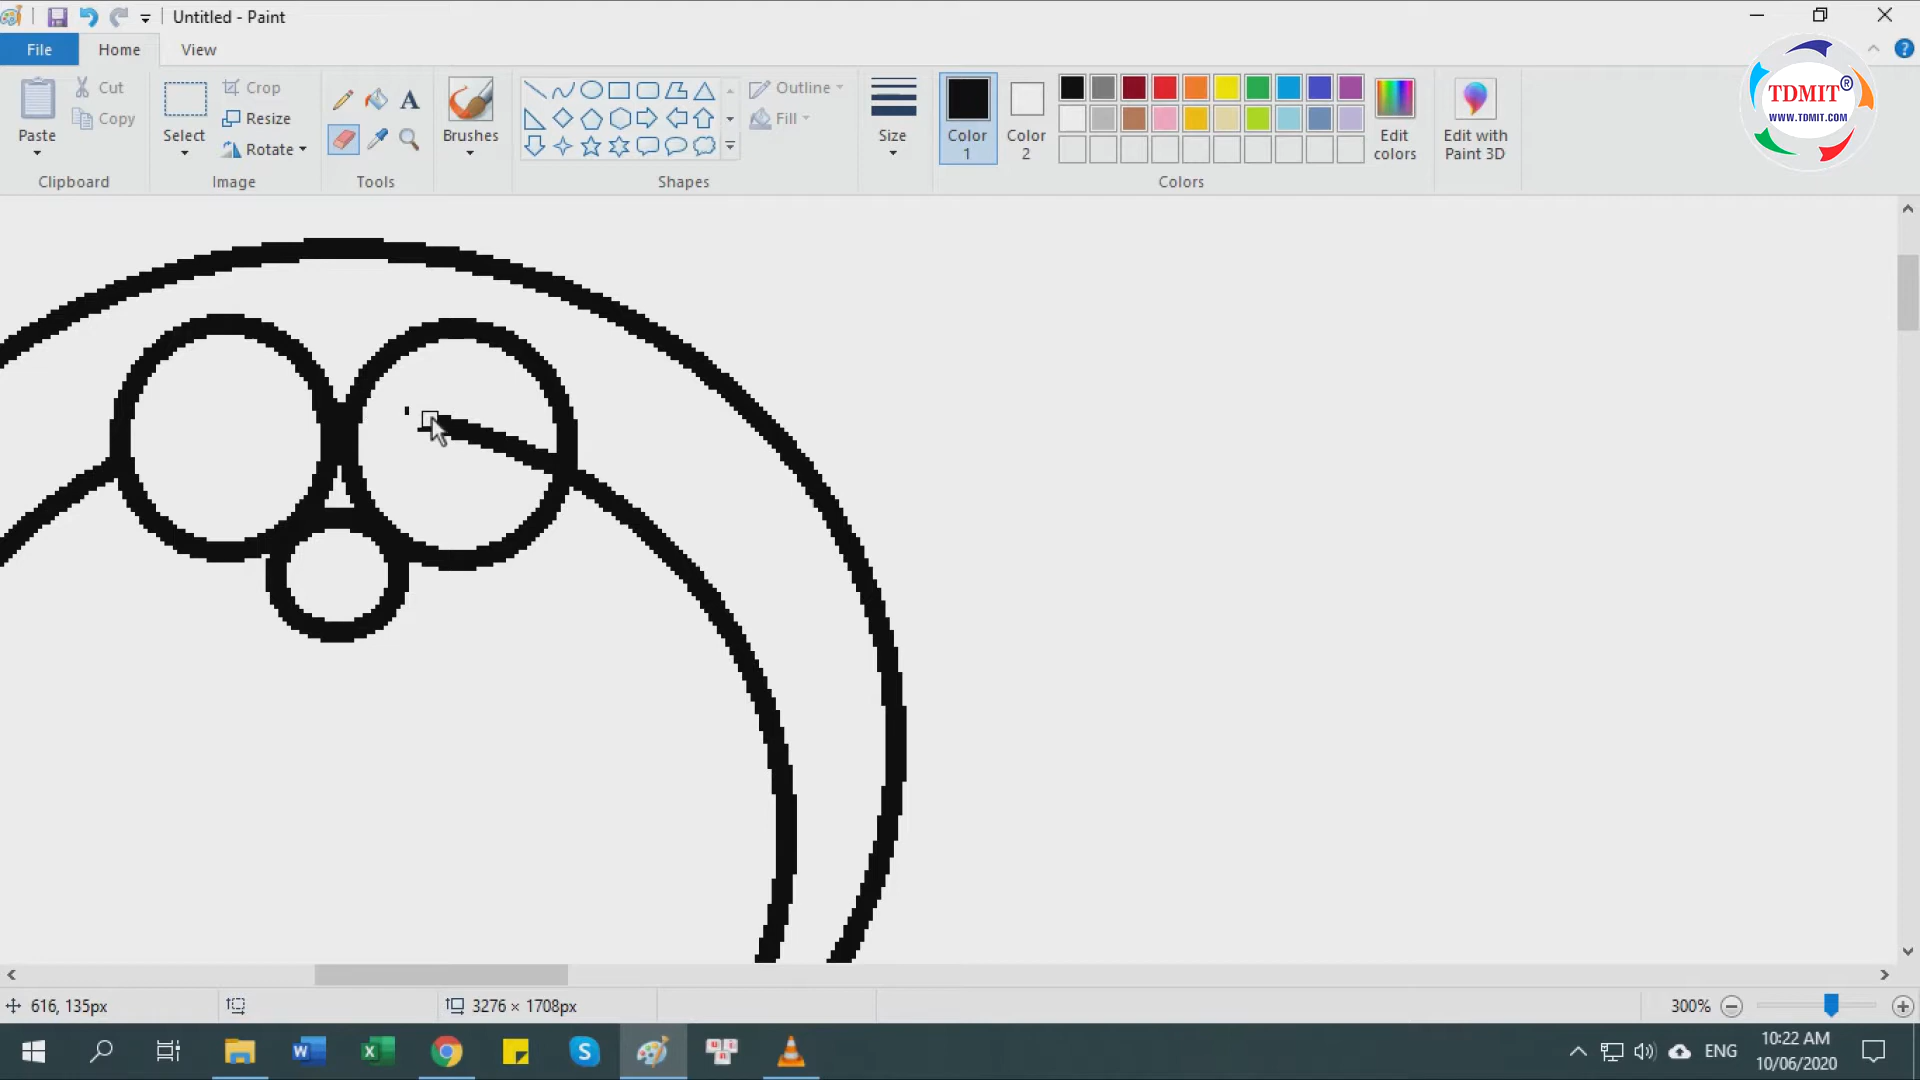 Untitled - Paint
File Home View
Paste
Cut
Copy
Clipboard
Select
Crop
Resize
Rotate
Image
A
Tools
Brushes
Shapes
Outline
Fill
Size
Color 1
Color 2
Colors
Edit colors
Edit with Paint 3D
TDMIT®
WWW.TDMIT.COM
616, 135px
3276 × 1708px
300%
ENG
10:22 AM
10/06/2020